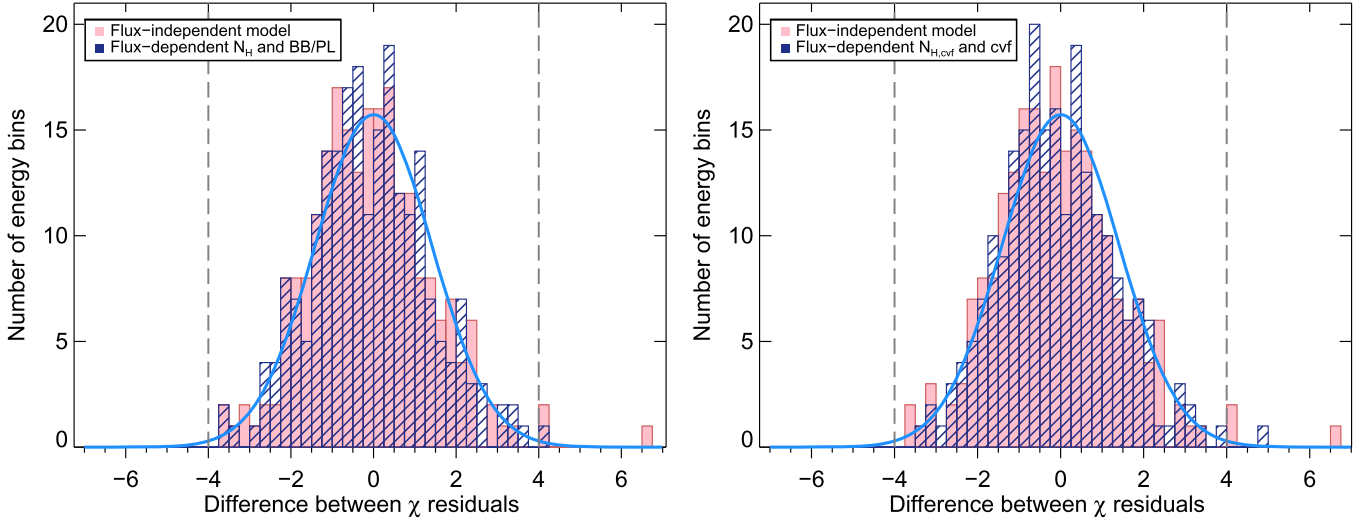 Flux−independent model
Flux−dependent N_H and BB/PL
20
15
10
5
0
Number of energy bins
−6 −4 −2 0 2 4 6
Difference between χ residuals
Flux−independent model
Flux−dependent N_H,cvf and cvf
20
15
10
5
0
Number of energy bins
−6 −4 −2 0 2 4 6
Difference between χ residuals